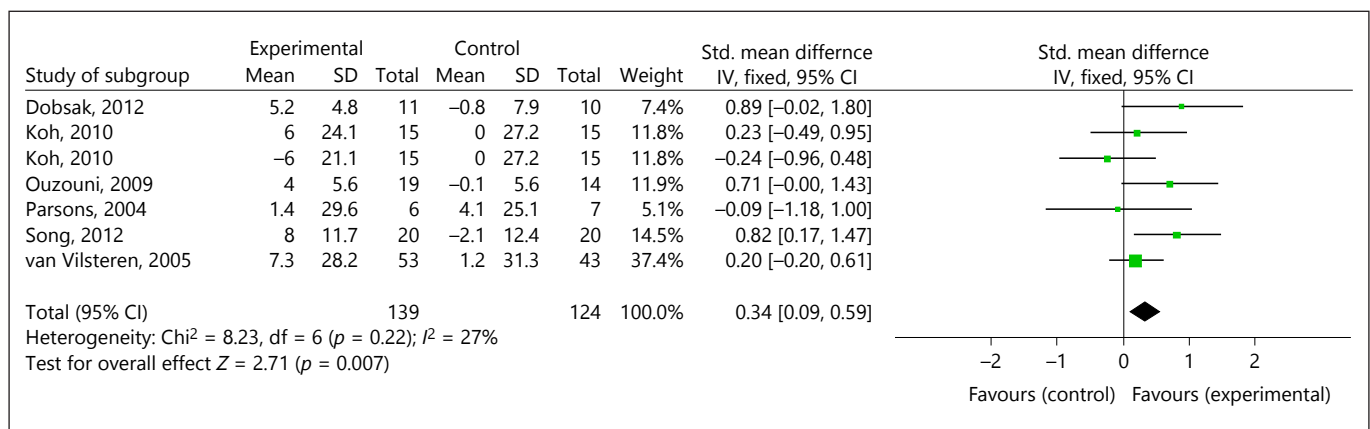 Experimental Control Std. mean differnce Std. mean differnce
Study of subgroup Mean SD Total Mean SD Total Weight IV, fixed, 95% CI IV, fixed, 95% CI
Dobsak, 2012 5.2 4.8 11 −0.8 7.9 10 7.4% 0.89 [−0.02, 1.80]
Koh, 2010 6 24.1 15 0 27.2 15 11.8% 0.23 [−0.49, 0.95]
Koh, 2010 −6 21.1 15 0 27.2 15 11.8% −0.24 [−0.96, 0.48]
Ouzouni, 2009 4 5.6 19 −0.1 5.6 14 11.9% 0.71 [−0.00, 1.43]
Parsons, 2004 1.4 29.6 6 4.1 25.1 7 5.1% −0.09 [−1.18, 1.00]
Song, 2012 8 11.7 20 −2.1 12.4 20 14.5% 0.82 [0.17, 1.47]
van Vilsteren, 2005 7.3 28.2 53 1.2 31.3 43 37.4% 0.20 [−0.20, 0.61]
Total (95% CI) 139 124 100.0% 0.34 [0.09, 0.59]
Heterogeneity: Chi² = 8.23, df = 6 (p = 0.22); I² = 27%
Test for overall effect Z = 2.71 (p = 0.007)
−2 −1 0 1 2
Favours (control) Favours (experimental)